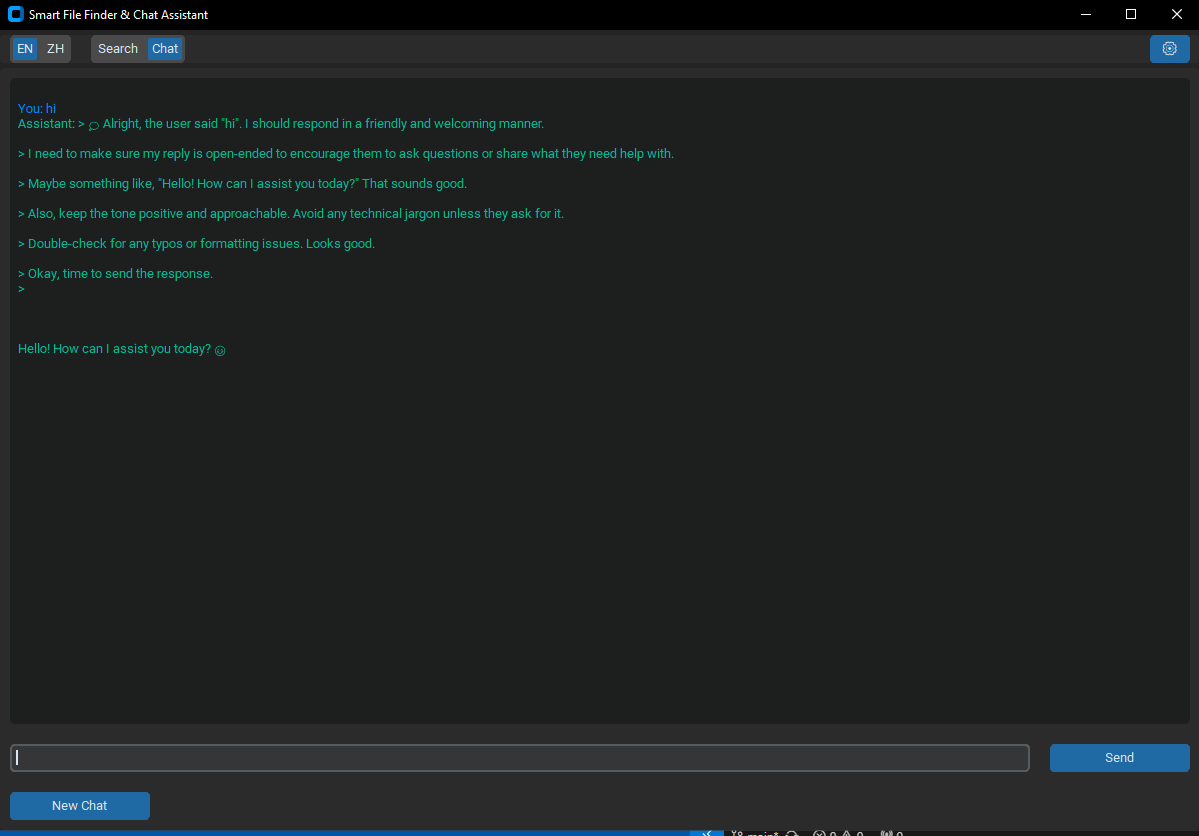 Smart File Finder & Chat Assistant
EN ZH Search Chat
You: hi
Assistant: > 💭 Alright, the user said "hi". I should respond in a friendly and welcoming manner.
> I need to make sure my reply is open-ended to encourage them to ask questions or share what they need help with.
> Maybe something like, "Hello! How can I assist you today?" That sounds good.
> Also, keep the tone positive and approachable. Avoid any technical jargon unless they ask for it.
> Double-check for any typos or formatting issues. Looks good.
> Okay, time to send the response.
>
Hello! How can I assist you today? 😊
Send
New Chat
main* 0 0 0